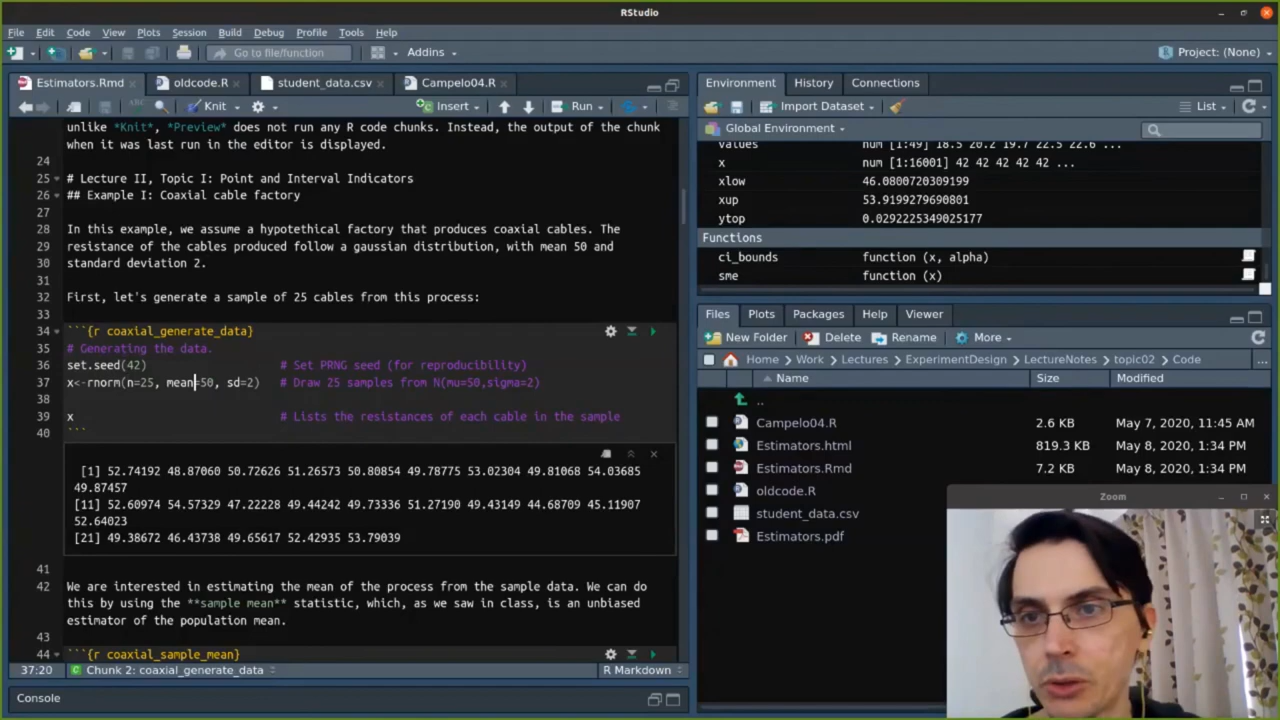 RStudio
File Edit Code View Plots Session Build Debug Profile Tools Help
Go to file/function Addins Project: (None)
Estimators.Rmd oldcode.R student_data.csv Campelo04.R
ABC Knit Insert Run
unlike *Knit*, *Preview* does not run any R code chunks. Instead, the output of the chunk
when it was last run in the editor is displayed.
24
25 # Lecture II, Topic I: Point and Interval Indicators
26 ## Example I: Coaxial cable factory
27
28 In this example, we assume a hypotethical factory that produces coaxial cables. The
29 resistance of the cables produced follow a gaussian distribution, with mean 50 and
30 standard deviation 2.
31
32 First, let's generate a sample of 25 cables from this process:
33
34 ```{r coaxial_generate_data}
35 # Generating the data.
36 set.seed(42) # Set PRNG seed (for reproducibility)
37 x<-rnorm(n=25, mean=50, sd=2) # Draw 25 samples from N(mu=50,sigma=2)
38
39 x # Lists the resistances of each cable in the sample
40 ```
[1] 52.74192 48.87060 50.72626 51.26573 50.80854 49.78775 53.02304 49.81068 54.03685
49.87457
[11] 52.60974 54.57329 47.22228 49.44242 49.73336 51.27190 49.43149 44.68709 45.11907
52.64023
[21] 49.38672 46.43738 49.65617 52.42935 53.79039
41
42 We are interested in estimating the mean of the process from the sample data. We can do
this by using the **sample mean** statistic, which, as we saw in class, is an unbiased
estimator of the population mean.
43
44 ```{r coaxial_sample_mean}
37:20 Chunk 2: coaxial_generate_data R Markdown
Console
Environment History Connections
Import Dataset List
Global Environment
values num [1:49] 18.5 20.2 19.7 22.5 22.6 ...
x num [1:16001] 42 42 42 42 42 ...
xlow 46.0800720309199
xup 53.9199279690801
ytop 0.0292225349025177
Functions
ci_bounds function (x, alpha)
sme function (x)
Files Plots Packages Help Viewer
New Folder Delete Rename More
Home Work Lectures ExperimentDesign LectureNotes topic02 Code
Name Size Modified
..
Campelo04.R 2.6 KB May 7, 2020, 11:45 AM
Estimators.html 819.3 KB May 8, 2020, 1:34 PM
Estimators.Rmd 7.2 KB May 8, 2020, 1:34 PM
oldcode.R
student_data.csv
Estimators.pdf
Zoom